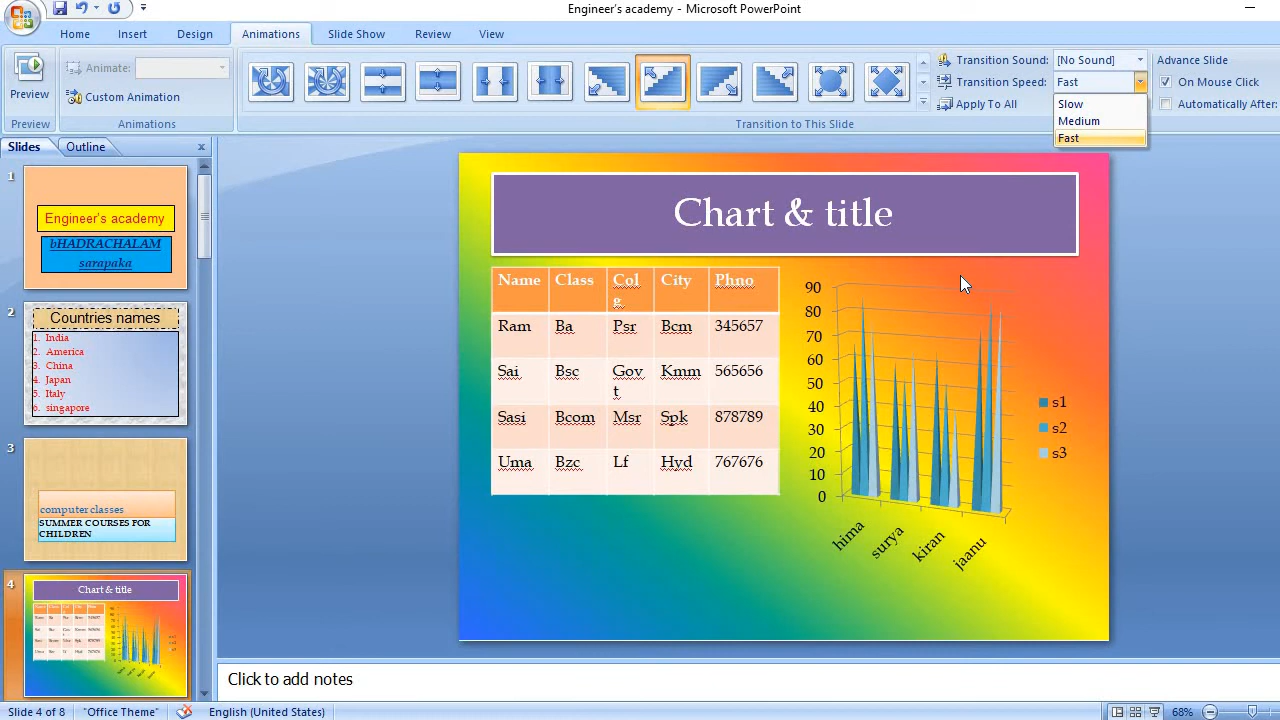 Engineer's academy - Microsoft PowerPoint
Home Insert Design Animations Slide Show Review View
Preview
Preview
Animate:
Custom Animation
Animations
Transition Sound: [No Sound]
Transition Speed: Fast
Apply To All
Slow
Medium
Fast
Transition to This Slide
Advance Slide
On Mouse Click
Automatically After:
Slides Outline
1
Engineer's academy
bHADRACHALAM
sarapaka
2
Countries names
1. India
2. America
3. China
4. Japan
5. Italy
6. singapore
3
computer classes
SUMMER COURSES FOR
CHILDREN
4
Chart & title
Chart & title
Name Class Col City Phno
g
Ram Ba Psr Bcm 345657
Sai Bsc Gov Kmm 565656
t
Sasi Bcom Msr Spk 878789
Uma Bzc Lf Hyd 767676
90
80
70
60
50
40
30
20
10
0
hima surya kiran jaanu
s1
s2
s3
Click to add notes
Slide 4 of 8 "Office Theme" English (United States) 68%